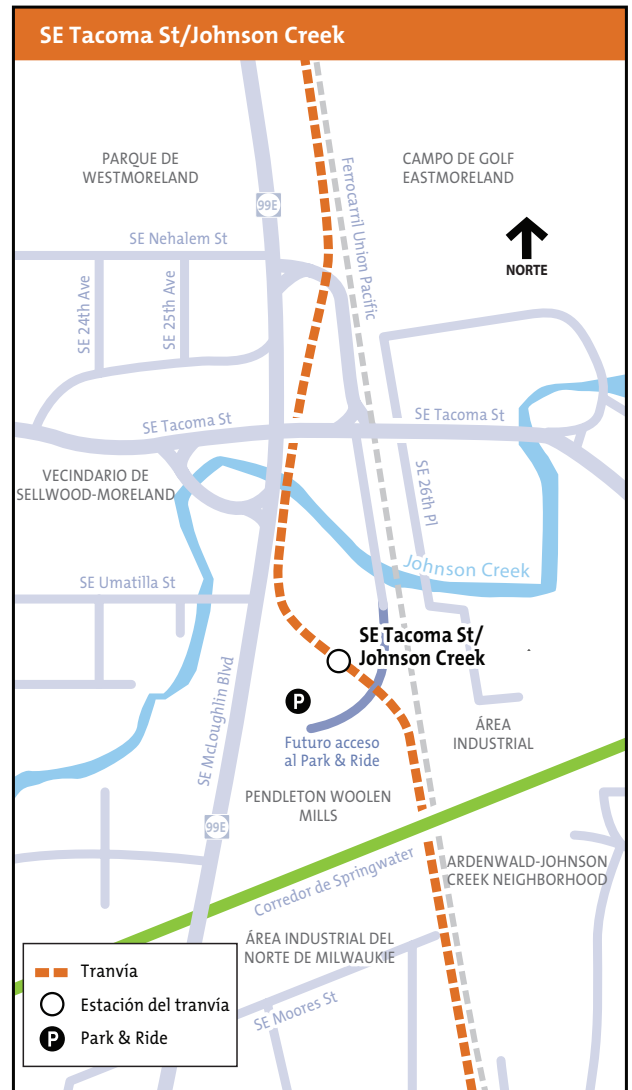 SE Tacoma St/Johnson Creek
PARQUE DE
WESTMORELAND
CAMPO DE GOLF
EASTMORELAND
Ferrocarril Union Pacific
99E
NORTE
SE Nehalem St
SE 24th Ave
SE 25th Ave
SE Tacoma St
SE Tacoma St
VECINDARIO DE
SELLWOOD-MORELAND
SE 26th Pl
Johnson Creek
SE Umatilla St
SE Tacoma St/
Johnson Creek
SE McLoughlin Blvd
P
ÁREA
INDUSTRIAL
Futuro acceso
al Park & Ride
PENDLETON WOOLEN
MILLS
99E
Corredor de Springwater
ARDENWALD-JOHNSON
CREEK NEIGHBORHOOD
ÁREA INDUSTRIAL DEL
NORTE DE MILWAUKIE
SE Moores St
Tranvía
Estación del tranvía
P Park & Ride